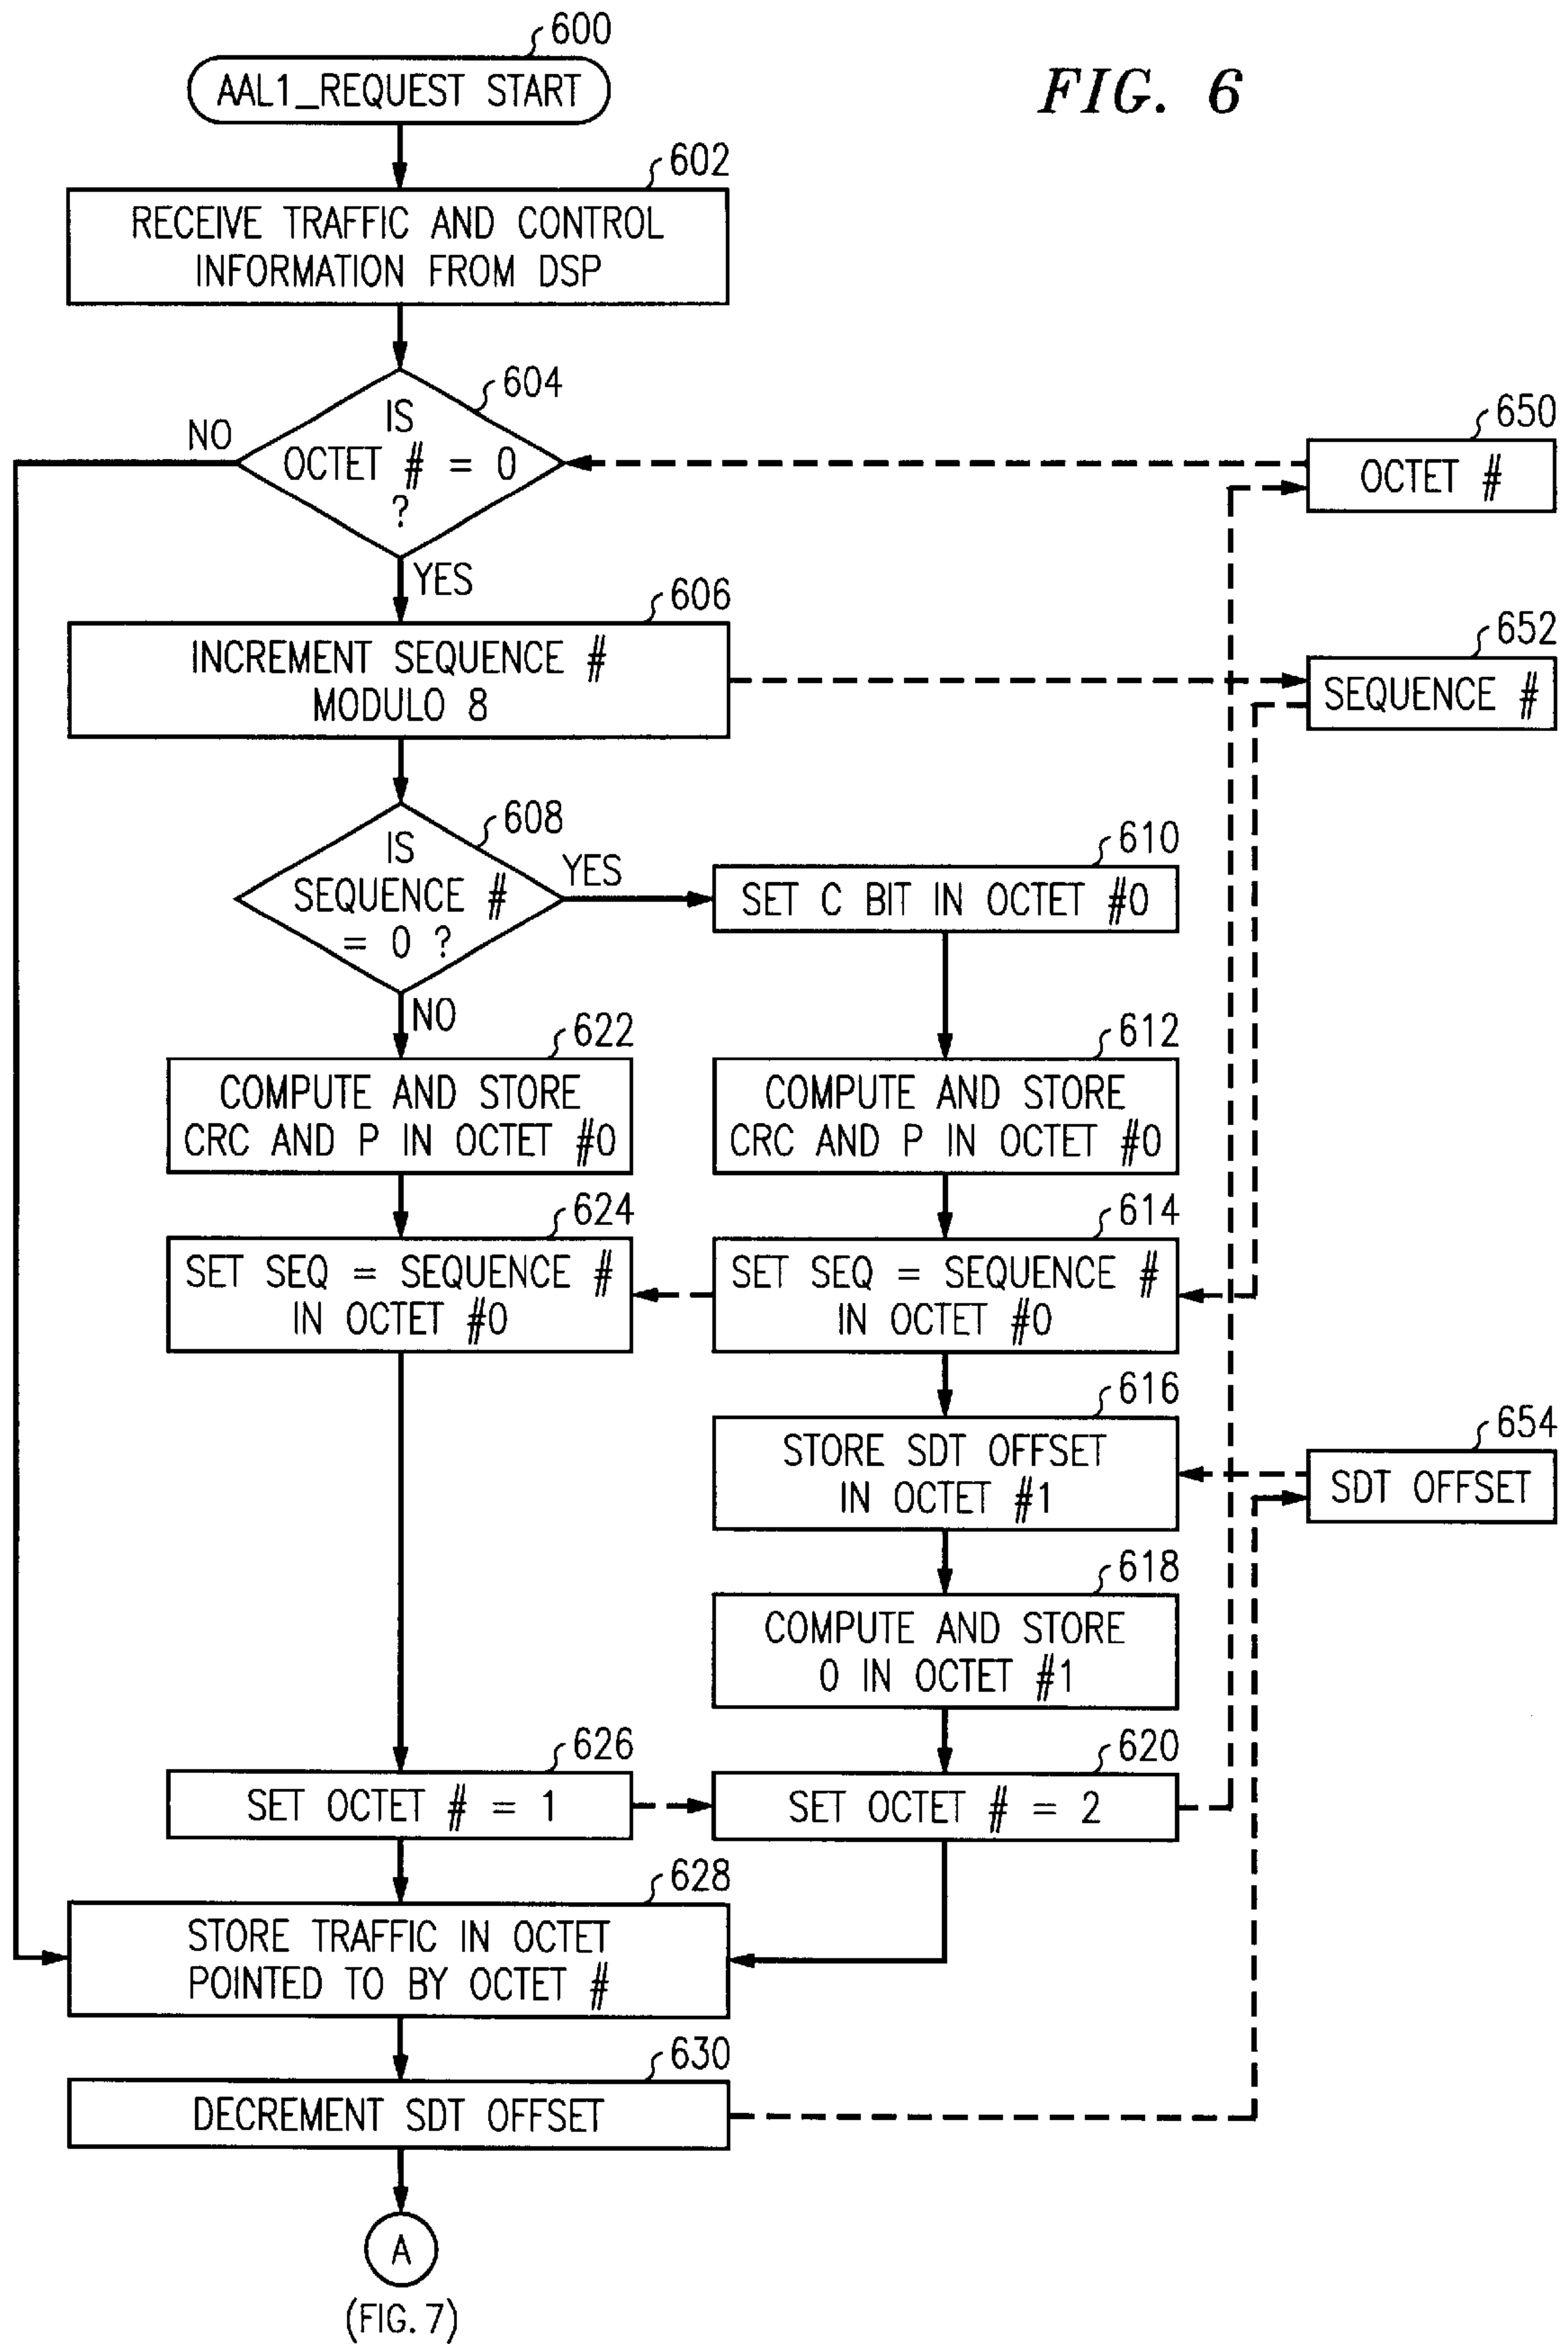 600
AAL1_REQUEST START
FIG. 6
602
RECEIVE TRAFFIC AND CONTROL
INFORMATION FROM DSP
604
IS
OCTET # = 0
?
NO
YES
650
OCTET #
606
INCREMENT SEQUENCE #
MODULO 8
652
SEQUENCE #
608
IS
SEQUENCE #
= 0 ?
YES
NO
610
SET C BIT IN OCTET #0
622
COMPUTE AND STORE
CRC AND P IN OCTET #0
612
COMPUTE AND STORE
CRC AND P IN OCTET #0
624
SET SEQ = SEQUENCE #
IN OCTET #0
614
SET SEQ = SEQUENCE #
IN OCTET #0
616
STORE SDT OFFSET
IN OCTET #1
654
SDT OFFSET
618
COMPUTE AND STORE
0 IN OCTET #1
626
SET OCTET # = 1
620
SET OCTET # = 2
628
STORE TRAFFIC IN OCTET
POINTED TO BY OCTET #
630
DECREMENT SDT OFFSET
A
(FIG. 7)